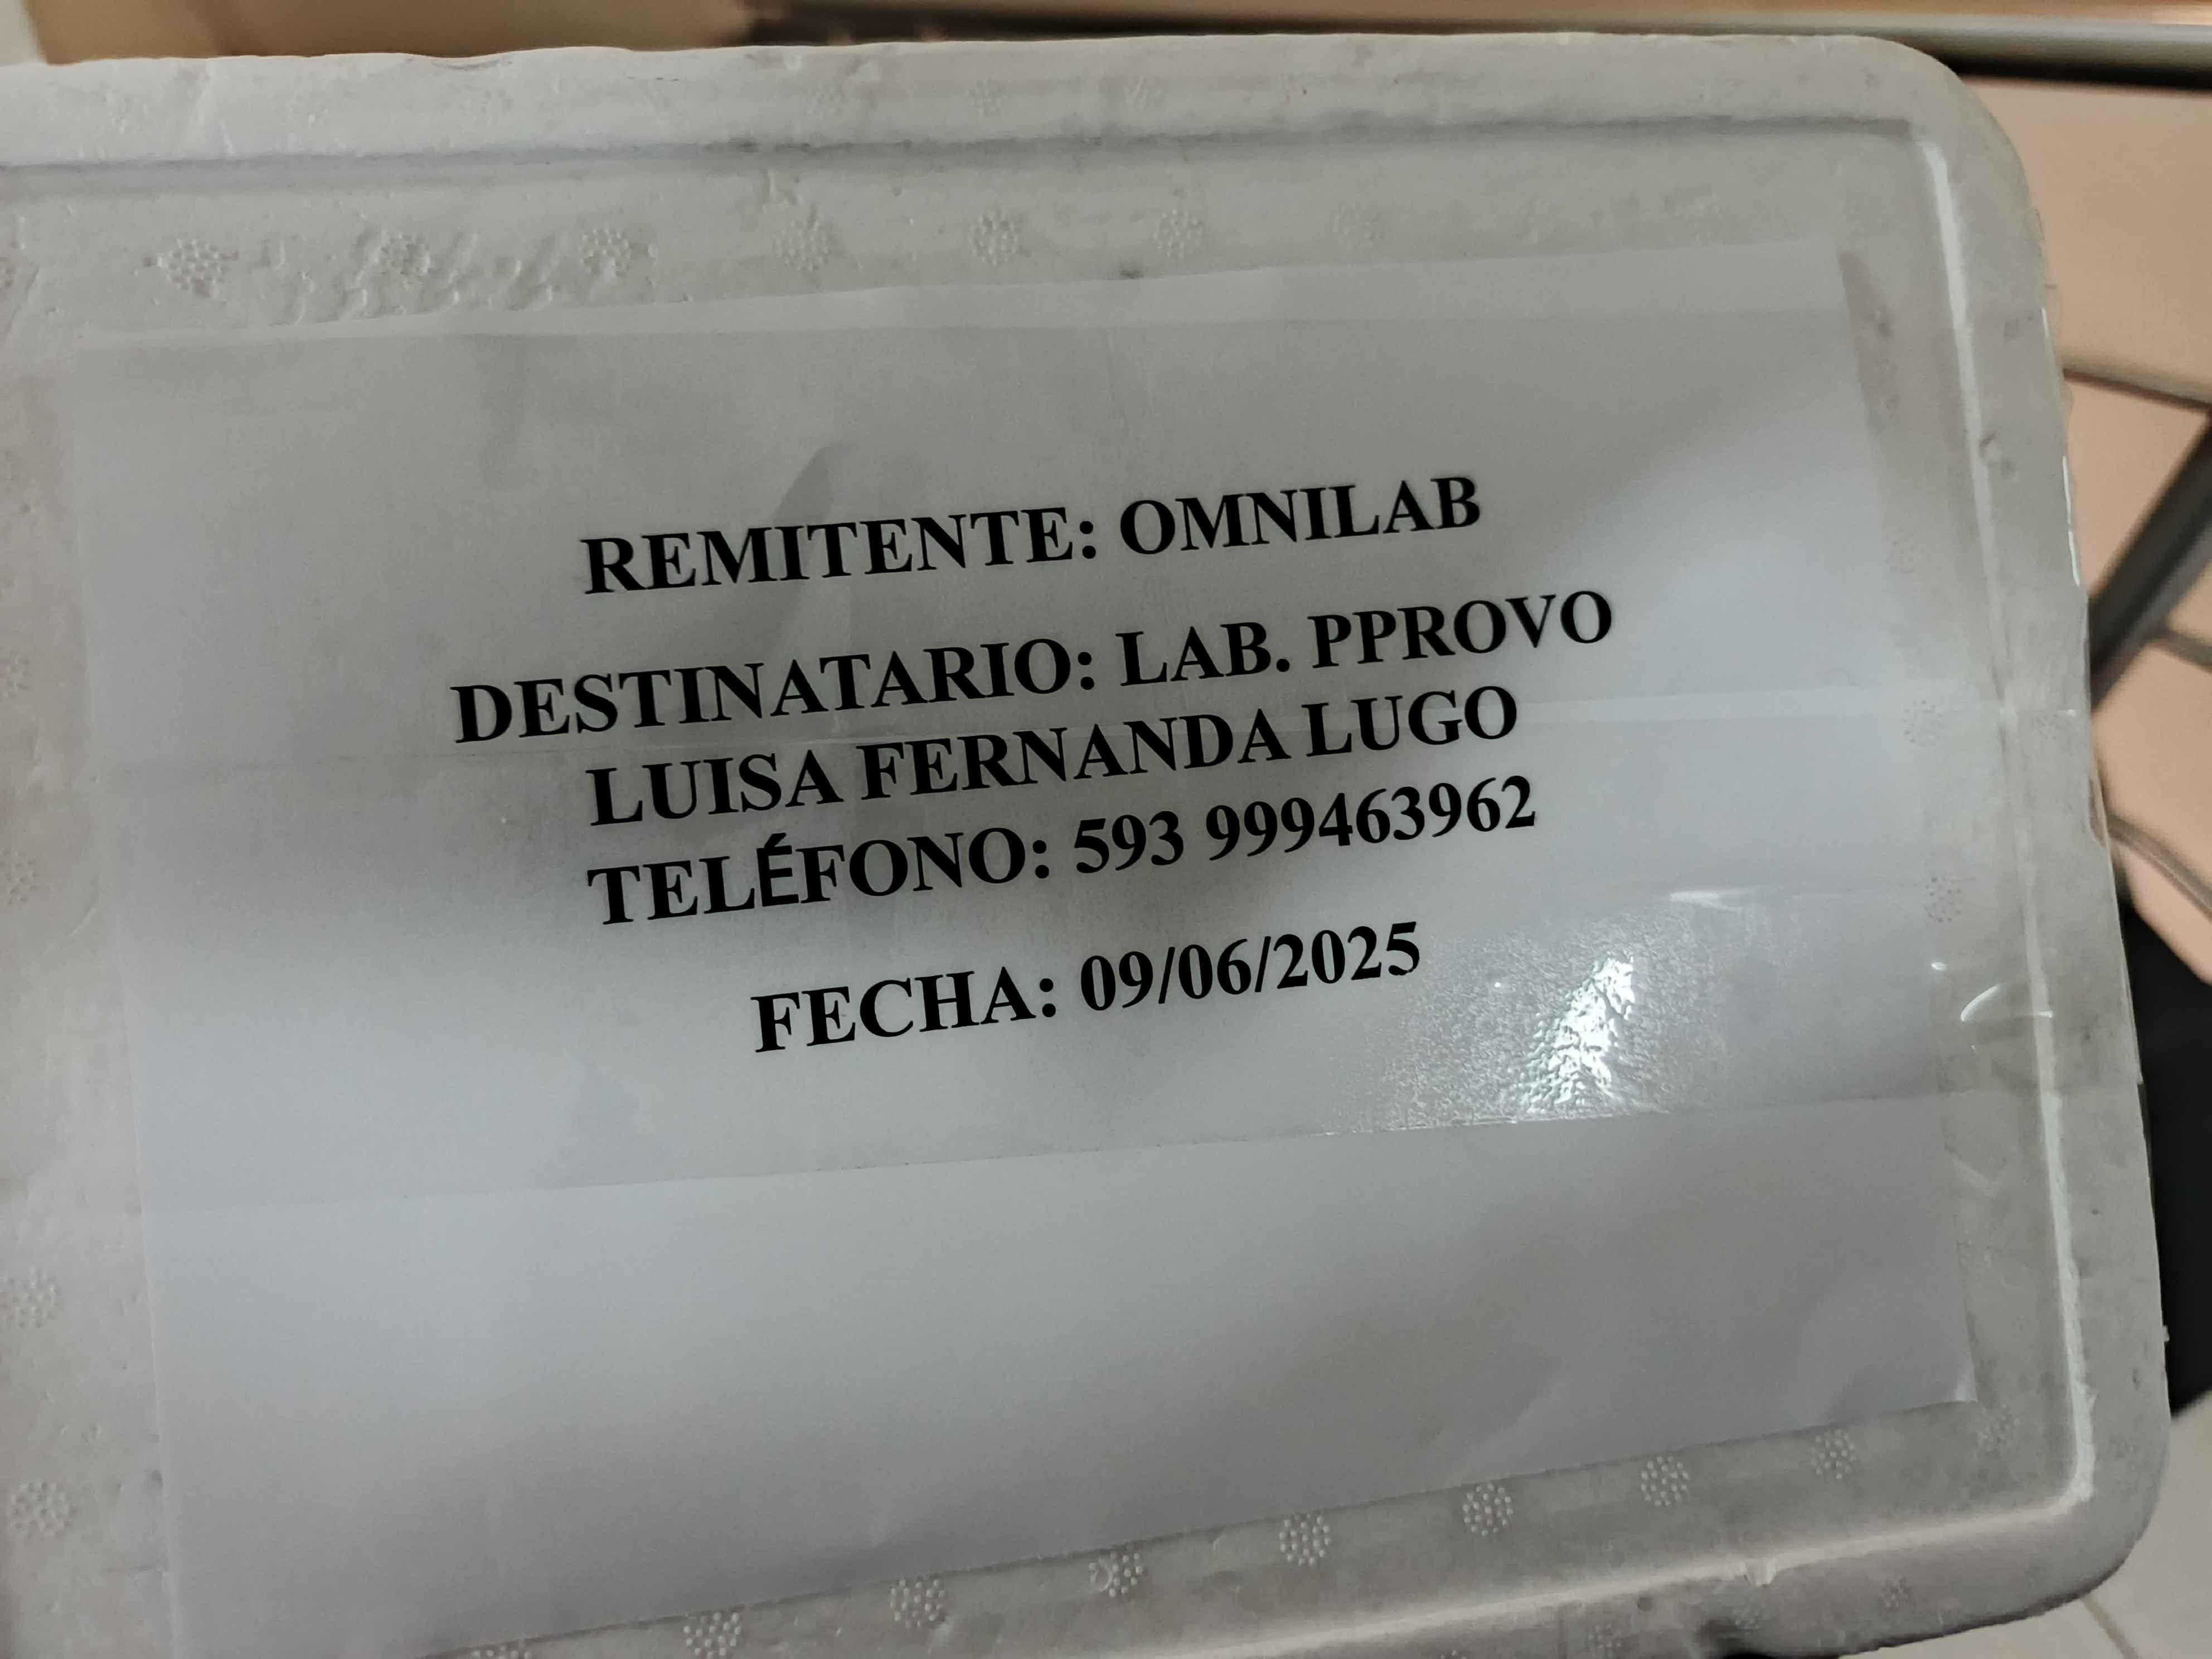 REMITENTE: OMNILAB
DESTINATARIO: LAB. PPROVO
LUISA FERNANDA LUGO
TELÉFONO: 593 999463962
FECHA: 09/06/2025